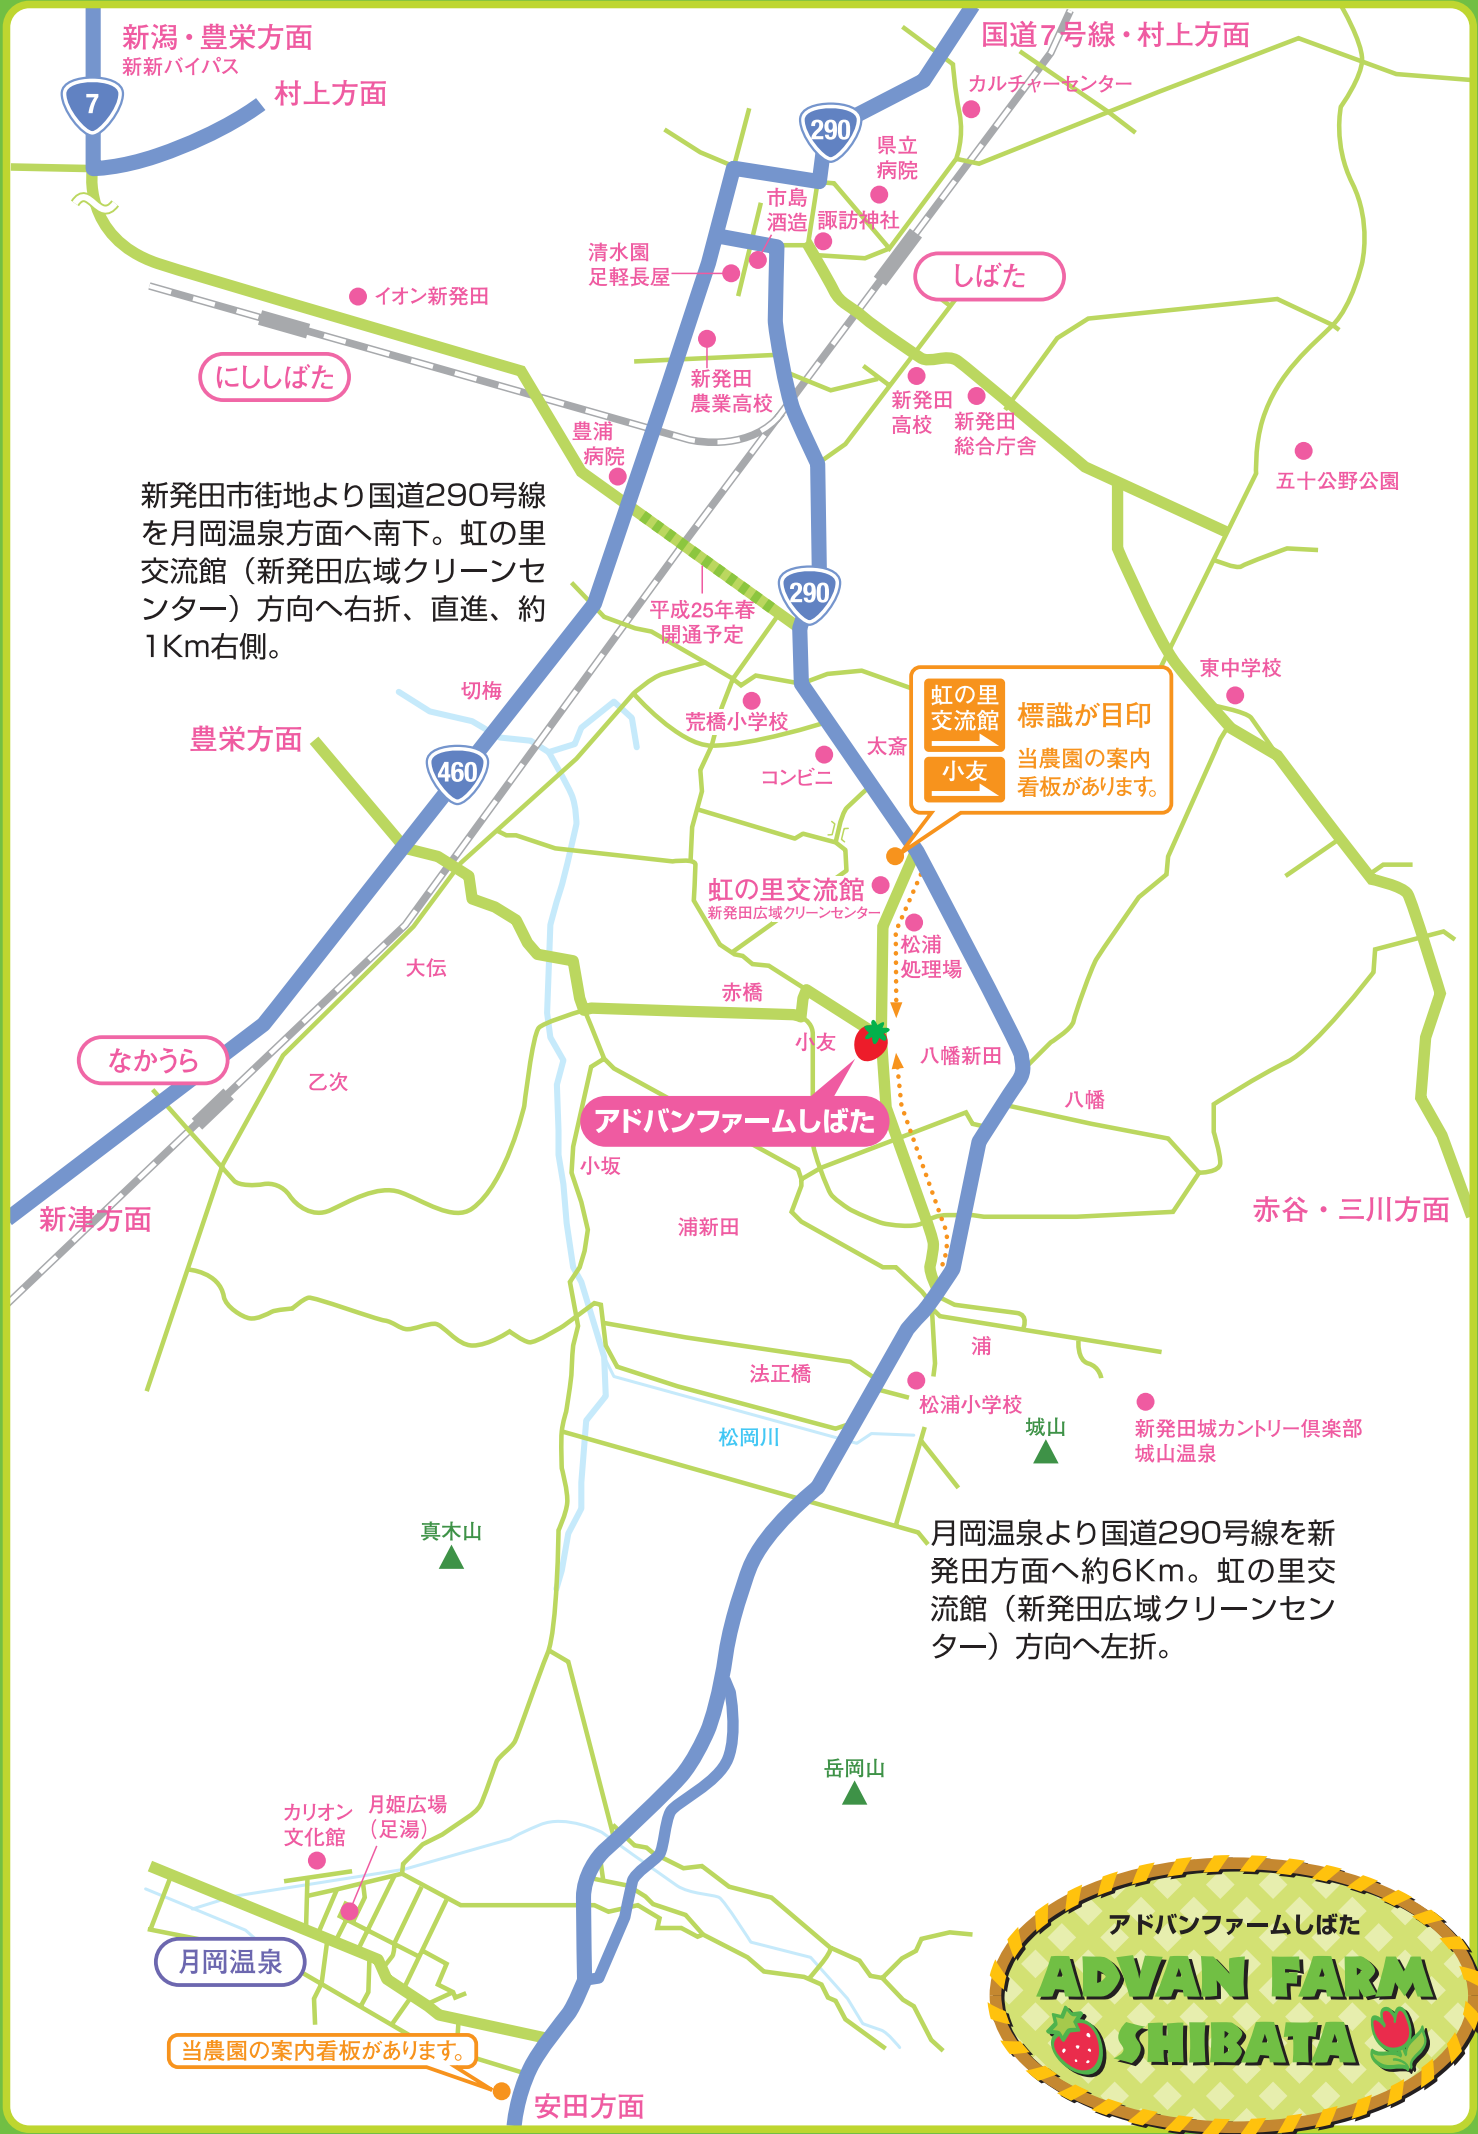 新潟・豊栄方面
新新バイパス
7
村上方面
国道7号線・村上方面
カルチャーセンター
290
県立
病院
市島
酒造
諏訪神社
清水園
足軽長屋
しばた
イオン新発田
にししばた
新発田
農業高校
新発田
高校
新発田
総合庁舎
豊浦
病院
五十公野公園
新発田市街地より国道290号線
を月岡温泉方面へ南下。虹の里
交流館（新発田広域クリーンセ
ンター）方向へ右折、直進、約
1Km右側。
290
平成25年春
開通予定
東中学校
切梅
荒橋小学校
虹の里
交流館
標識が目印
小友
当農園の案内
看板があります。
豊栄方面
太斎
460
コンビニ
虹の里交流館
新発田広域クリーンセンター
松浦
処理場
大伝
赤橋
小友
八幡新田
なかうら
乙次
八幡
アドバンファームしばた
小坂
新津方面
浦新田
赤谷・三川方面
浦
法正橋
松浦小学校
松岡川
城山
新発田城カントリー倶楽部
城山温泉
真木山
月岡温泉より国道290号線を新
発田方面へ約6Km。虹の里交
流館（新発田広域クリーンセン
ター）方向へ左折。
岳岡山
カリオン
文化館
月姫広場
（足湯）
月岡温泉
当農園の案内看板があります。
安田方面
アドバンファームしばた
ADVAN FARM
SHIBATA